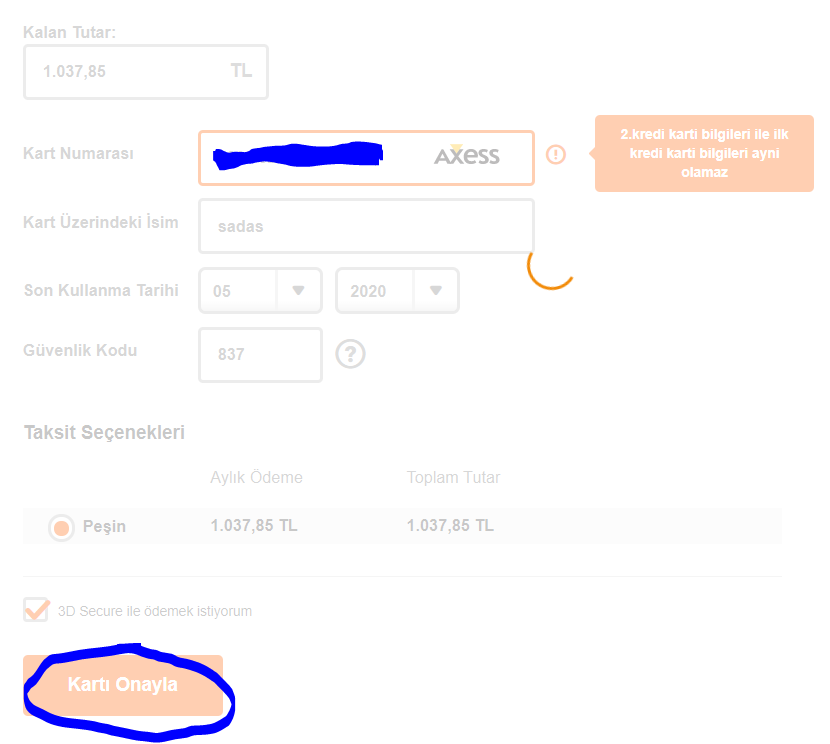 Kalan Tutar:
1.037,85 TL
Kart Numarası
AXESS
2.kredi karti bilgileri ile ilk
kredi karti bilgileri ayni
olamaz
Kart Üzerindeki İsim
sadas
Son Kullanma Tarihi
05 2020
Güvenlik Kodu
837 ?
Taksit Seçenekleri
Aylık Ödeme Toplam Tutar
Peşin 1.037,85 TL 1.037,85 TL
3D Secure ile ödemek istiyorum
Kartı Onayla